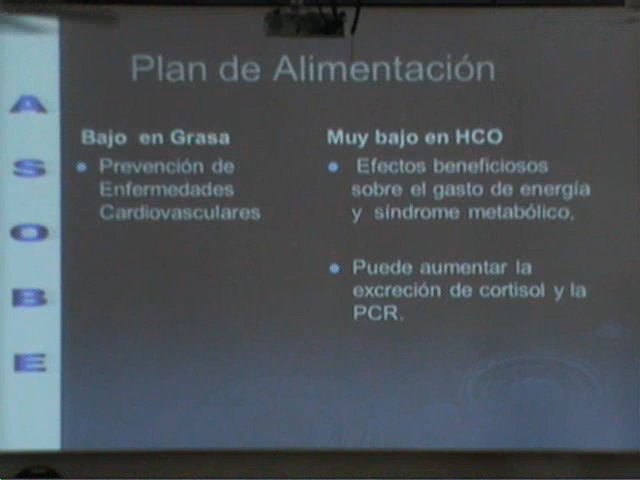 Plan de Alimentación
A
S
O
B
E
Bajo en Grasa
• Prevención de
Enfermedades
Cardiovasculares
Muy bajo en HCO
• Efectos beneficiosos
sobre el gasto de energía
y síndrome metabólico.
• Puede aumentar la
excreción de cortisol y la
PCR.